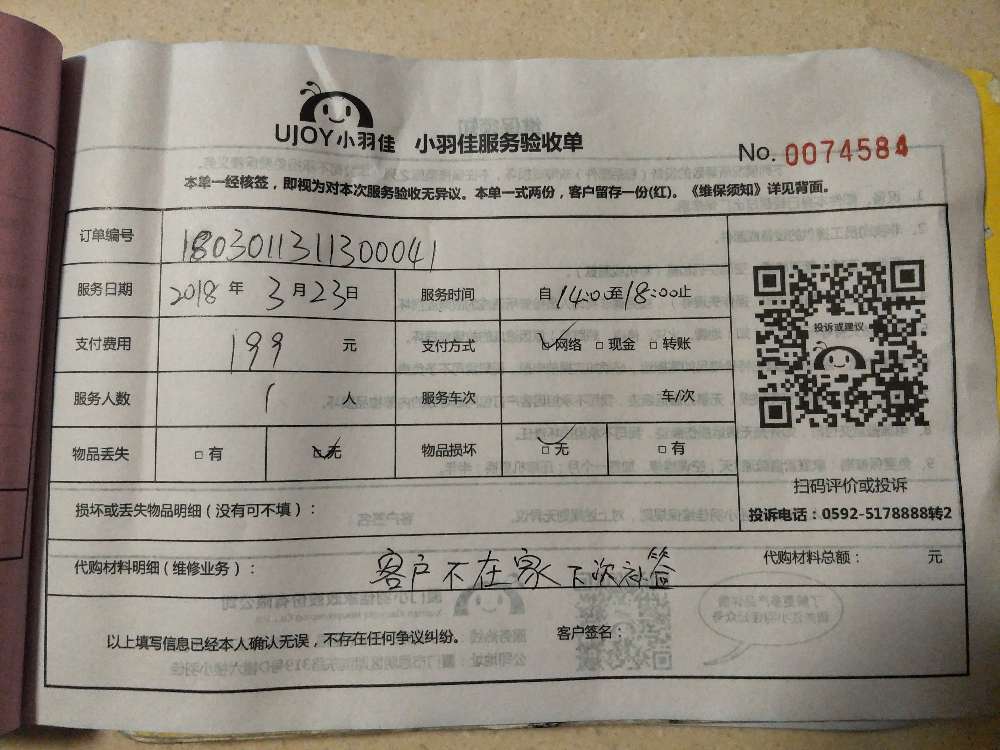 UJOY小羽佳 小羽佳服务验收单
No. 0074584
本单一经核签，即视为对本次服务验收无异议。本单一式两份，客户留存一份(红)。《维保须知》详见背面。
订单编号 180301131130041
服务日期 2018 年 3 月 23 日 服务时间 自 14:00 至 18:00 止
支付费用 199 元 支付方式 ☑网络 □现金 □转账
服务人数 1 人 服务车次 车/次
物品丢失 □有 ☑无 物品损坏 ☑无 □有
投诉或建议
扫码评价或投诉
投诉电话：0592-5178888转2
损坏或丢失物品明细（没有可不填）：
代购材料明细（维修业务）： 客户不在家下次补签 代购材料总额： 元
以上填写信息已经本人确认无误，不存在任何争议纠纷。 客户签名：